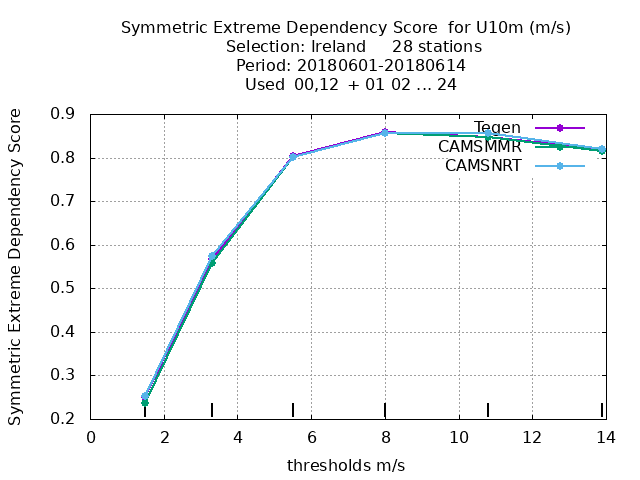 Symmetric Extreme Dependency Score  for U10m (m/s)
Selection: Ireland     28 stations
Period: 20180601-20180614
Used  00,12  + 01 02 ... 24
Symmetric Extreme Dependency Score
0.9
0.8
0.7
0.6
0.5
0.4
0.3
0.2
Tegen
CAMSMMR
CAMSNRT
0 2 4 6 8 10 12 14
thresholds m/s